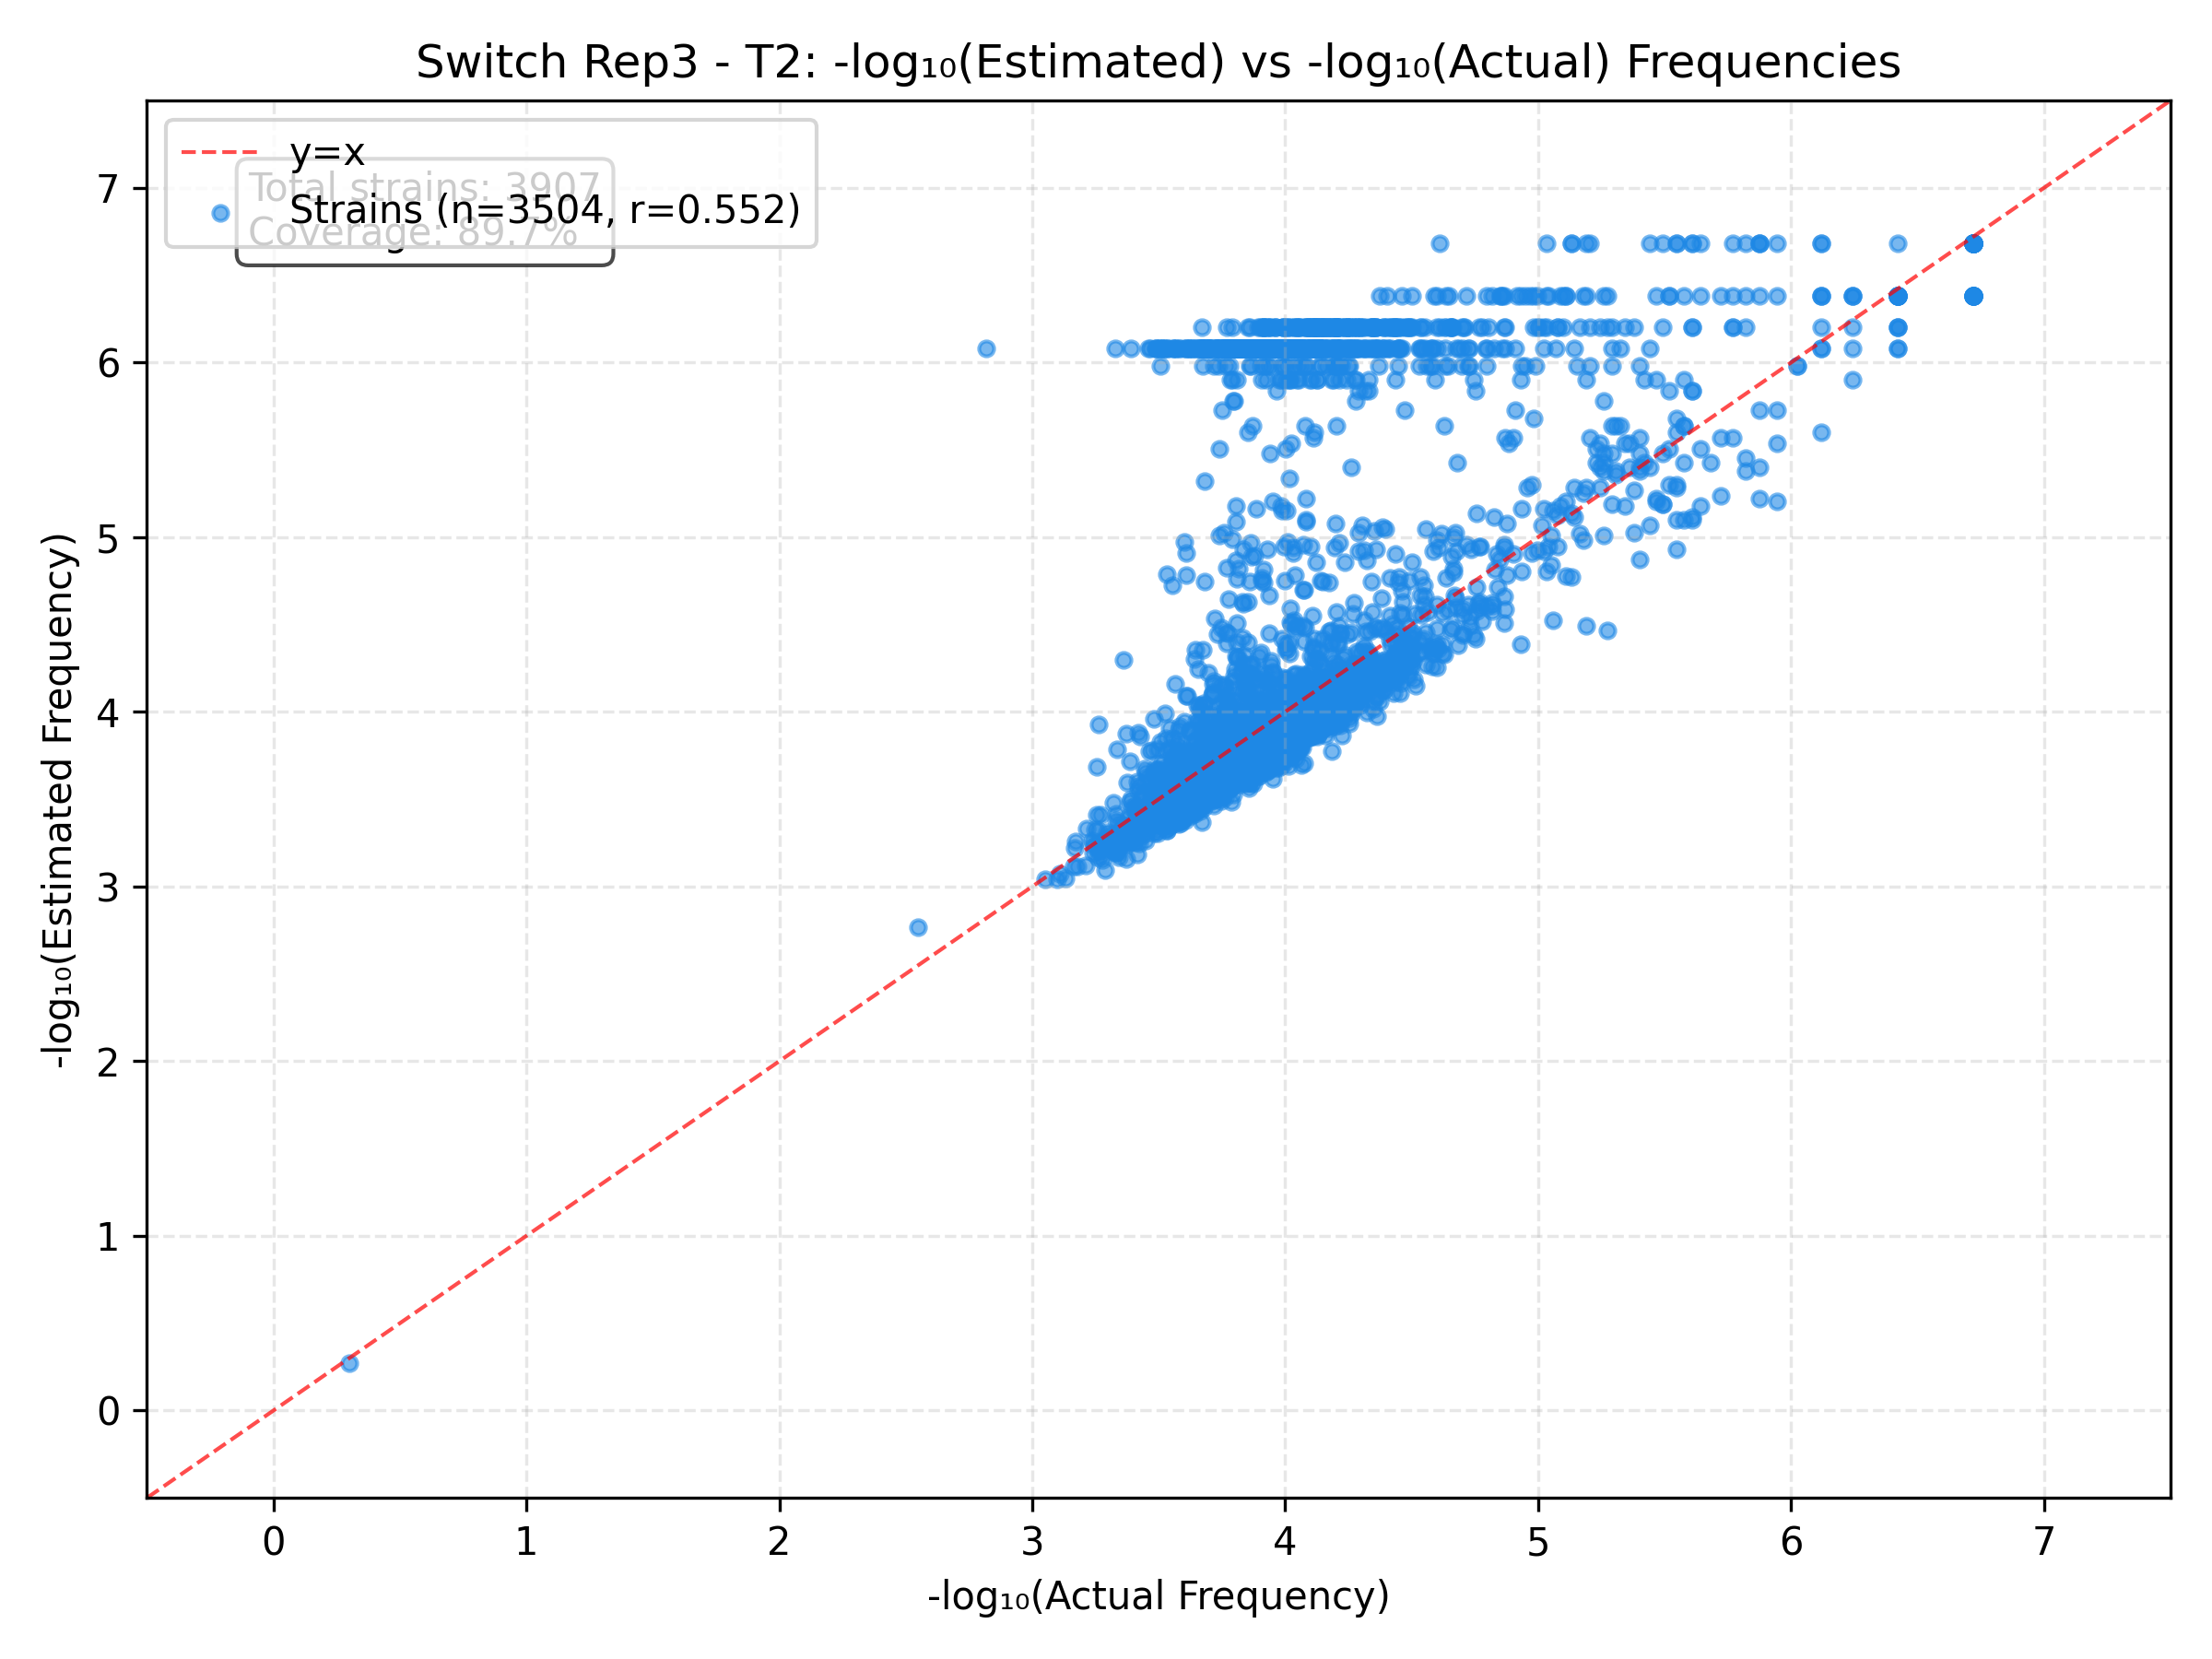 Switch Rep3 - T2: -log₁₀(Estimated) vs -log₁₀(Actual) Frequencies
y=x
Total strains: 3907
Strains (n=3504, r=0.552)
Coverage: 89.7%
-log₁₀(Estimated Frequency)
7
6
5
4
3
2
1
0
0
1
2
3
4
5
6
7
-log₁₀(Actual Frequency)